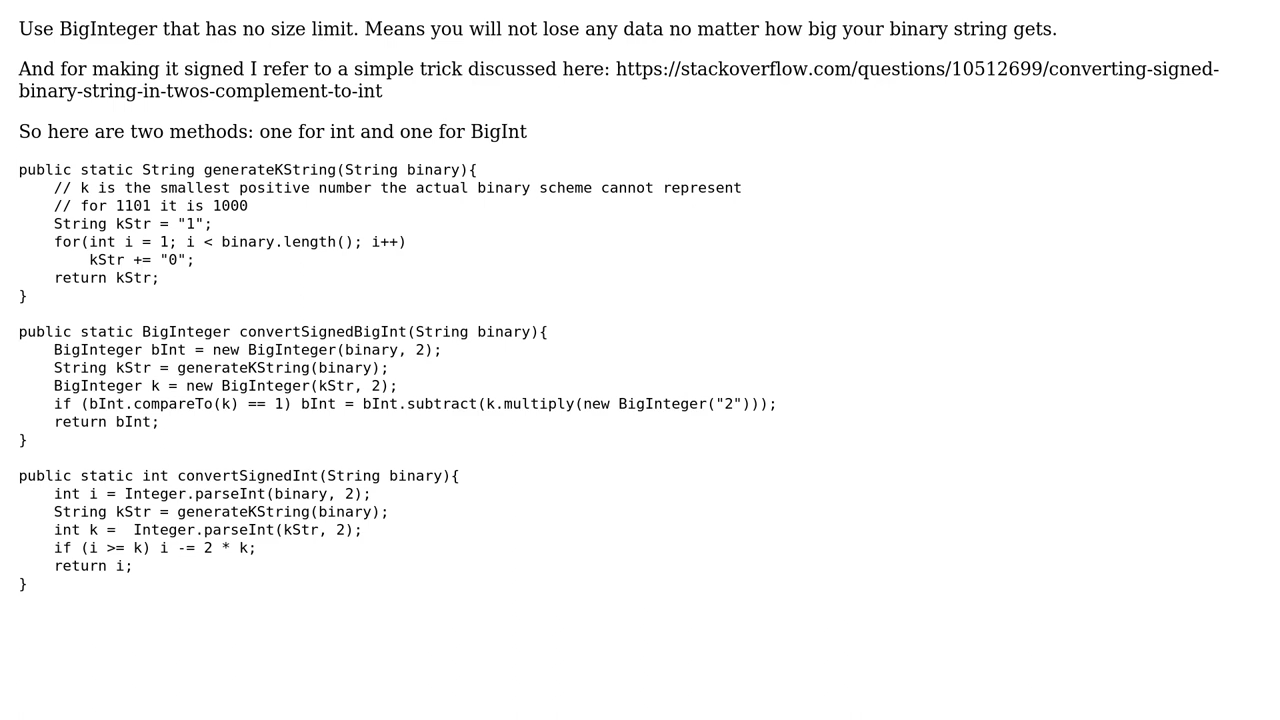 Use BigInteger that has no size limit. Means you will not lose any data no matter how big your binary string gets.
And for making it signed I refer to a simple trick discussed here: https://stackoverflow.com/questions/10512699/converting-signed-
binary-string-in-twos-complement-to-int
So here are two methods: one for int and one for BigInt
public static String generateKString(String binary){
    // k is the smallest positive number the actual binary scheme cannot represent
    // for 1101 it is 1000
    String kStr = "1";
    for(int i = 1; i < binary.length(); i++)
        kStr += "0";
    return kStr;
}
public static BigInteger convertSignedBigInt(String binary){
    BigInteger bInt = new BigInteger(binary, 2);
    String kStr = generateKString(binary);
    BigInteger k = new BigInteger(kStr, 2);
    if (bInt.compareTo(k) == 1) bInt = bInt.subtract(k.multiply(new BigInteger("2")));
    return bInt;
}
public static int convertSignedInt(String binary){
    int i = Integer.parseInt(binary, 2);
    String kStr = generateKString(binary);
    int k =  Integer.parseInt(kStr, 2);
    if (i >= k) i -= 2 * k;
    return i;
}